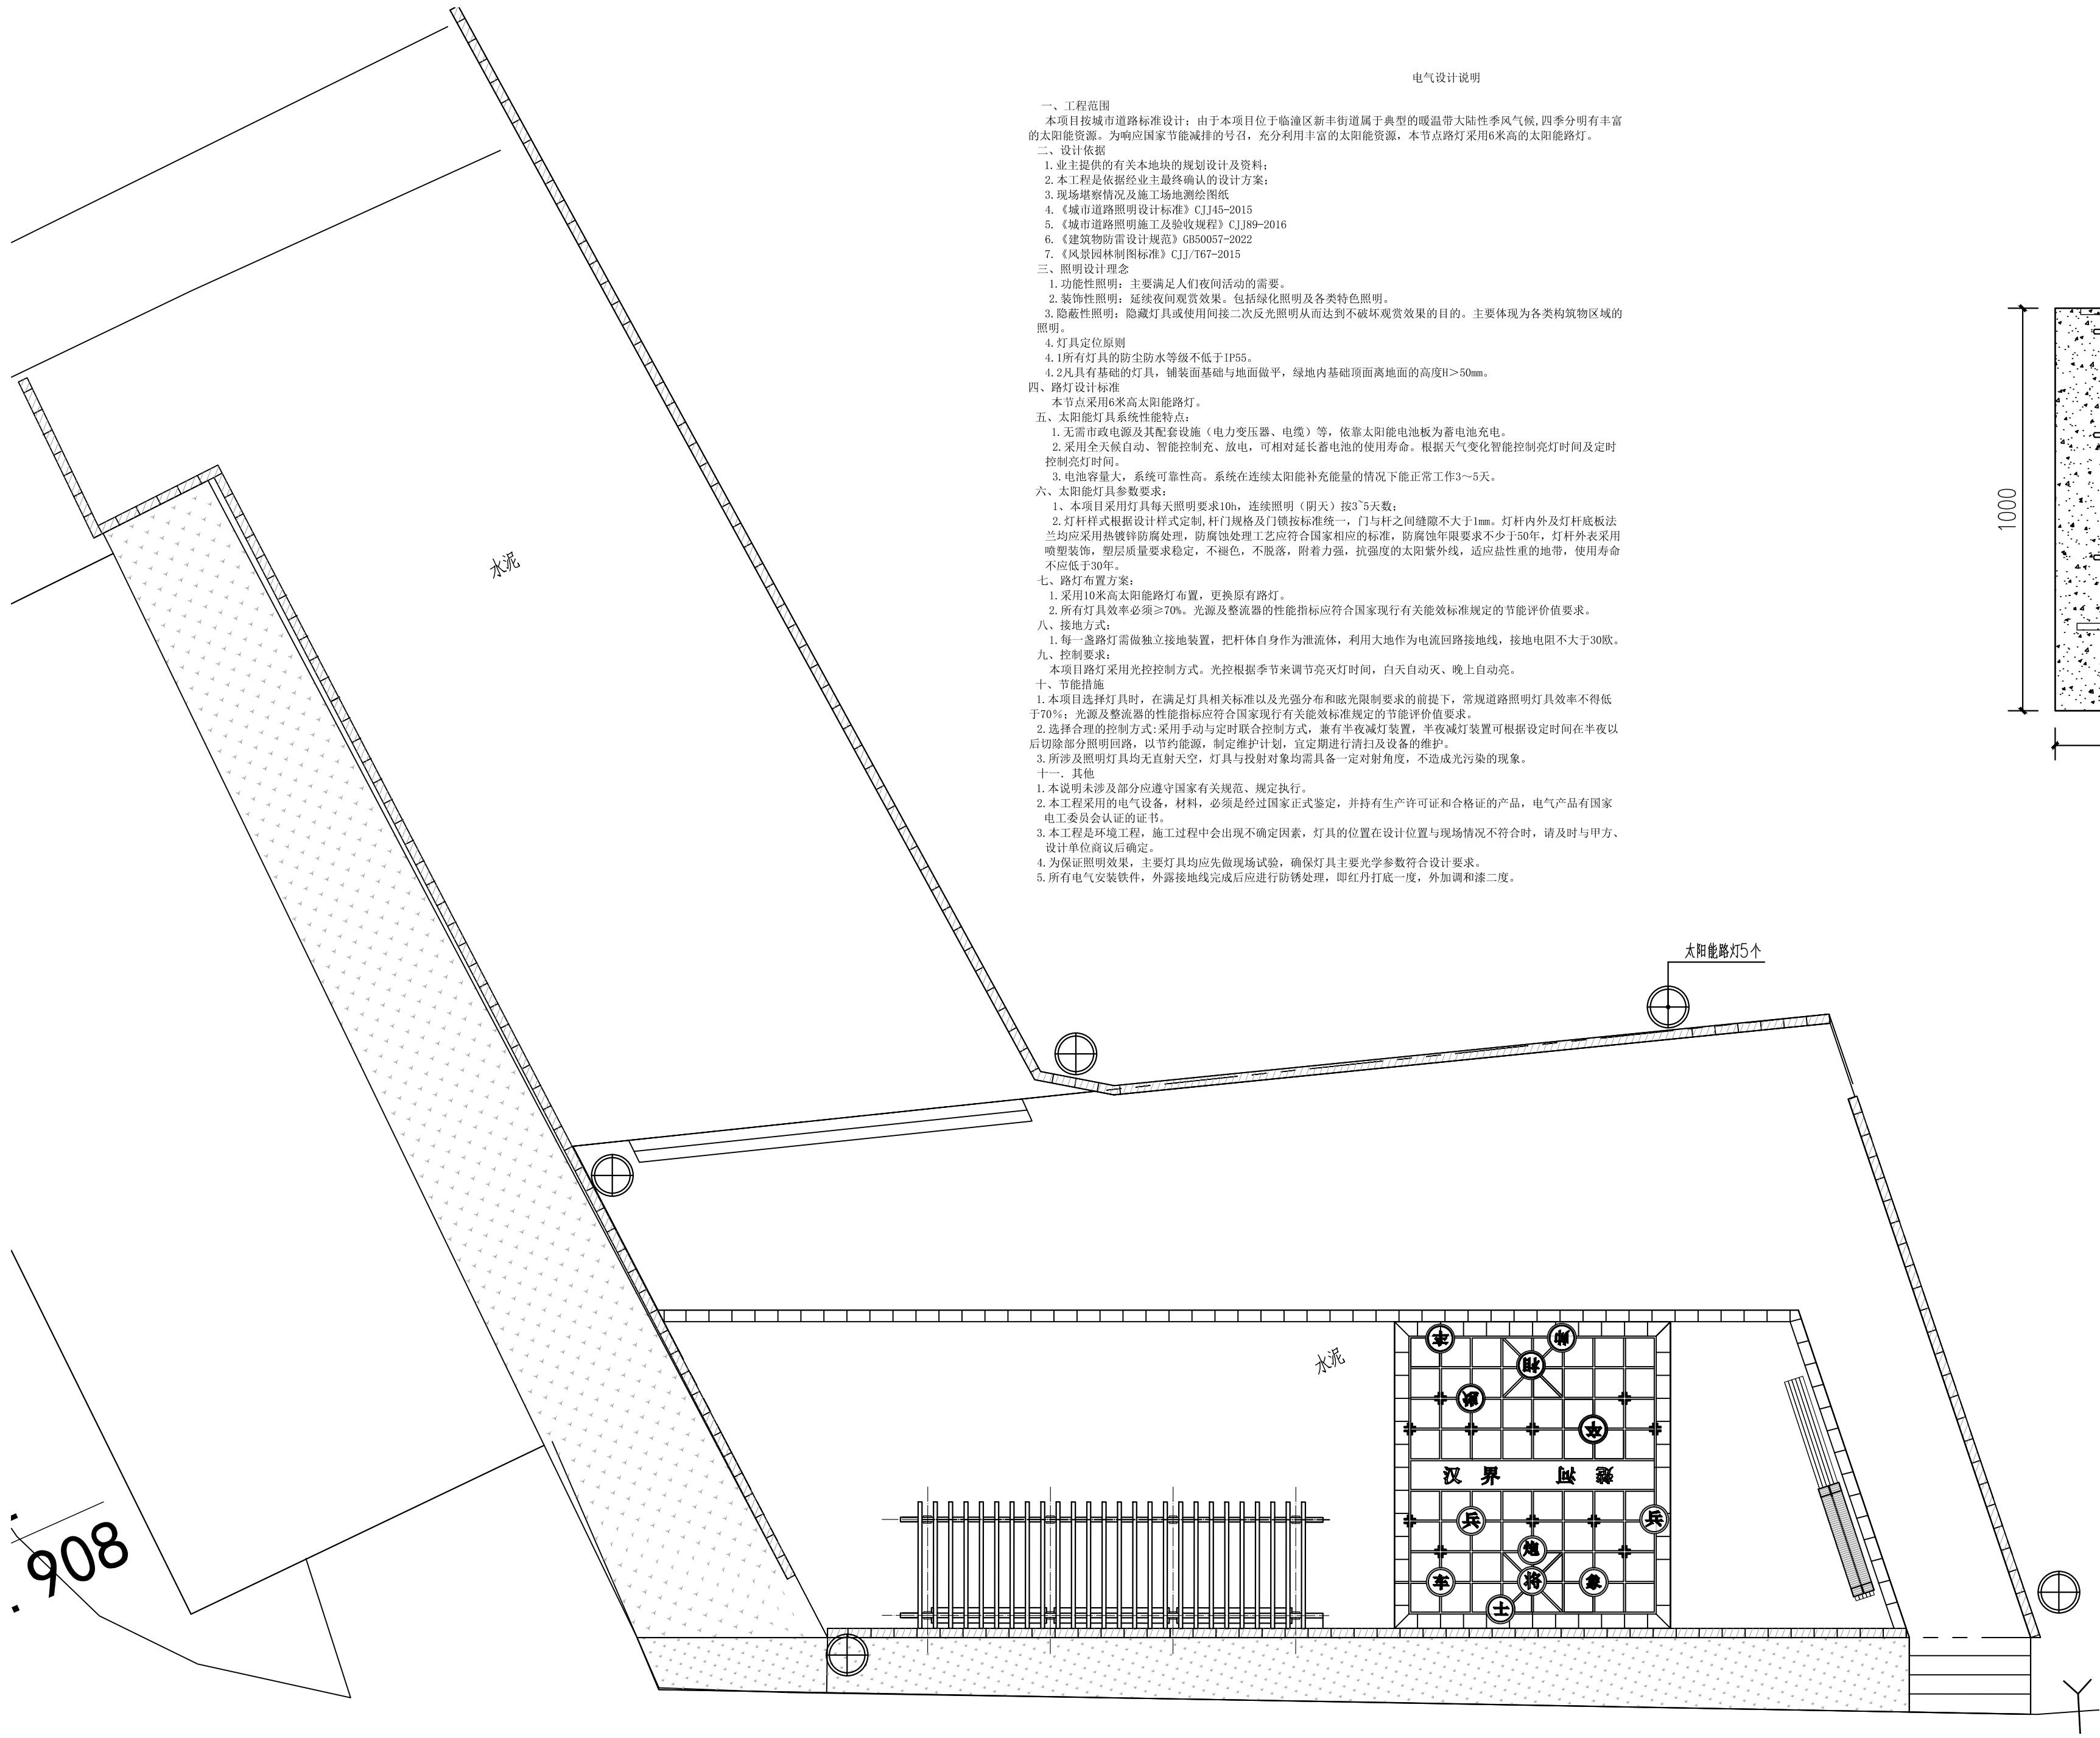 电气设计说明
一、工程范围
本项目按城市道路标准设计；由于本项目位于临潼区新丰街道属于典型的暖温带大陆性季风气候,四季分明有丰富
的太阳能资源。为响应国家节能减排的号召，充分利用丰富的太阳能资源，本节点路灯采用6米高的太阳能路灯。
二、设计依据
1.业主提供的有关本地块的规划设计及资料；
2.本工程是依据经业主最终确认的设计方案；
3.现场堪察情况及施工场地测绘图纸
4.《城市道路照明设计标准》CJJ45-2015
5.《城市道路照明施工及验收规程》CJJ89-2016
6.《建筑物防雷设计规范》GB50057-2022
7.《风景园林制图标准》CJJ/T67-2015
三、照明设计理念
1.功能性照明：主要满足人们夜间活动的需要。
2.装饰性照明：延续夜间观赏效果。包括绿化照明及各类特色照明。
3.隐蔽性照明：隐藏灯具或使用间接二次反光照明从而达到不破坏观赏效果的目的。主要体现为各类构筑物区域的
照明。
4.灯具定位原则
4.1所有灯具的防尘防水等级不低于IP55。
4.2凡具有基础的灯具，铺装面基础与地面做平，绿地内基础顶面离地面的高度H＞50mm。
四、路灯设计标准
本节点采用6米高太阳能路灯。
五、太阳能灯具系统性能特点：
1.无需市政电源及其配套设施（电力变压器、电缆）等，依靠太阳能电池板为蓄电池充电。
2.采用全天候自动、智能控制充、放电，可相对延长蓄电池的使用寿命。根据天气变化智能控制亮灯时间及定时
控制亮灯时间。
3.电池容量大，系统可靠性高。系统在连续太阳能补充能量的情况下能正常工作3～5天。
六、太阳能灯具参数要求：
1、本项目采用灯具每天照明要求10h，连续照明（阴天）按3~5天数；
2.灯杆样式根据设计样式定制,杆门规格及门锁按标准统一，门与杆之间缝隙不大于1mm。灯杆内外及灯杆底板法
兰均应采用热镀锌防腐处理，防腐蚀处理工艺应符合国家相应的标准，防腐蚀年限要求不少于50年，灯杆外表采用
喷塑装饰，塑层质量要求稳定，不褪色，不脱落，附着力强，抗强度的太阳紫外线，适应盐性重的地带，使用寿命
不应低于30年。
七、路灯布置方案：
1.采用10米高太阳能路灯布置，更换原有路灯。
2.所有灯具效率必须≥70%。光源及整流器的性能指标应符合国家现行有关能效标准规定的节能评价值要求。
八、接地方式：
1.每一盏路灯需做独立接地装置，把杆体自身作为泄流体，利用大地作为电流回路接地线，接地电阻不大于30欧。
九、控制要求：
本项目路灯采用光控控制方式。光控根据季节来调节亮灭灯时间，白天自动灭、晚上自动亮。
十、节能措施
1.本项目选择灯具时，在满足灯具相关标准以及光强分布和眩光限制要求的前提下，常规道路照明灯具效率不得低
于70%；光源及整流器的性能指标应符合国家现行有关能效标准规定的节能评价值要求。
2.选择合理的控制方式:采用手动与定时联合控制方式，兼有半夜减灯装置，半夜减灯装置可根据设定时间在半夜以
后切除部分照明回路，以节约能源，制定维护计划，宜定期进行清扫及设备的维护。
3.所涉及照明灯具均无直射天空，灯具与投射对象均需具备一定对射角度，不造成光污染的现象。
十一．其他
1.本说明未涉及部分应遵守国家有关规范、规定执行。
2.本工程采用的电气设备，材料，必须是经过国家正式鉴定，并持有生产许可证和合格证的产品，电气产品有国家
电工委员会认证的证书。
3.本工程是环境工程，施工过程中会出现不确定因素，灯具的位置在设计位置与现场情况不符合时，请及时与甲方、
设计单位商议后确定。
4.为保证照明效果，主要灯具均应先做现场试验，确保灯具主要光学参数符合设计要求。
5.所有电气安装铁件，外露接地线完成后应进行防锈处理，即红丹打底一度，外加调和漆二度。
1000
水泥
太阳能路灯5个
水泥
车
帅
相
卒
汉 界 河 楚
兵
兵
炮
车
将
象
士
.908